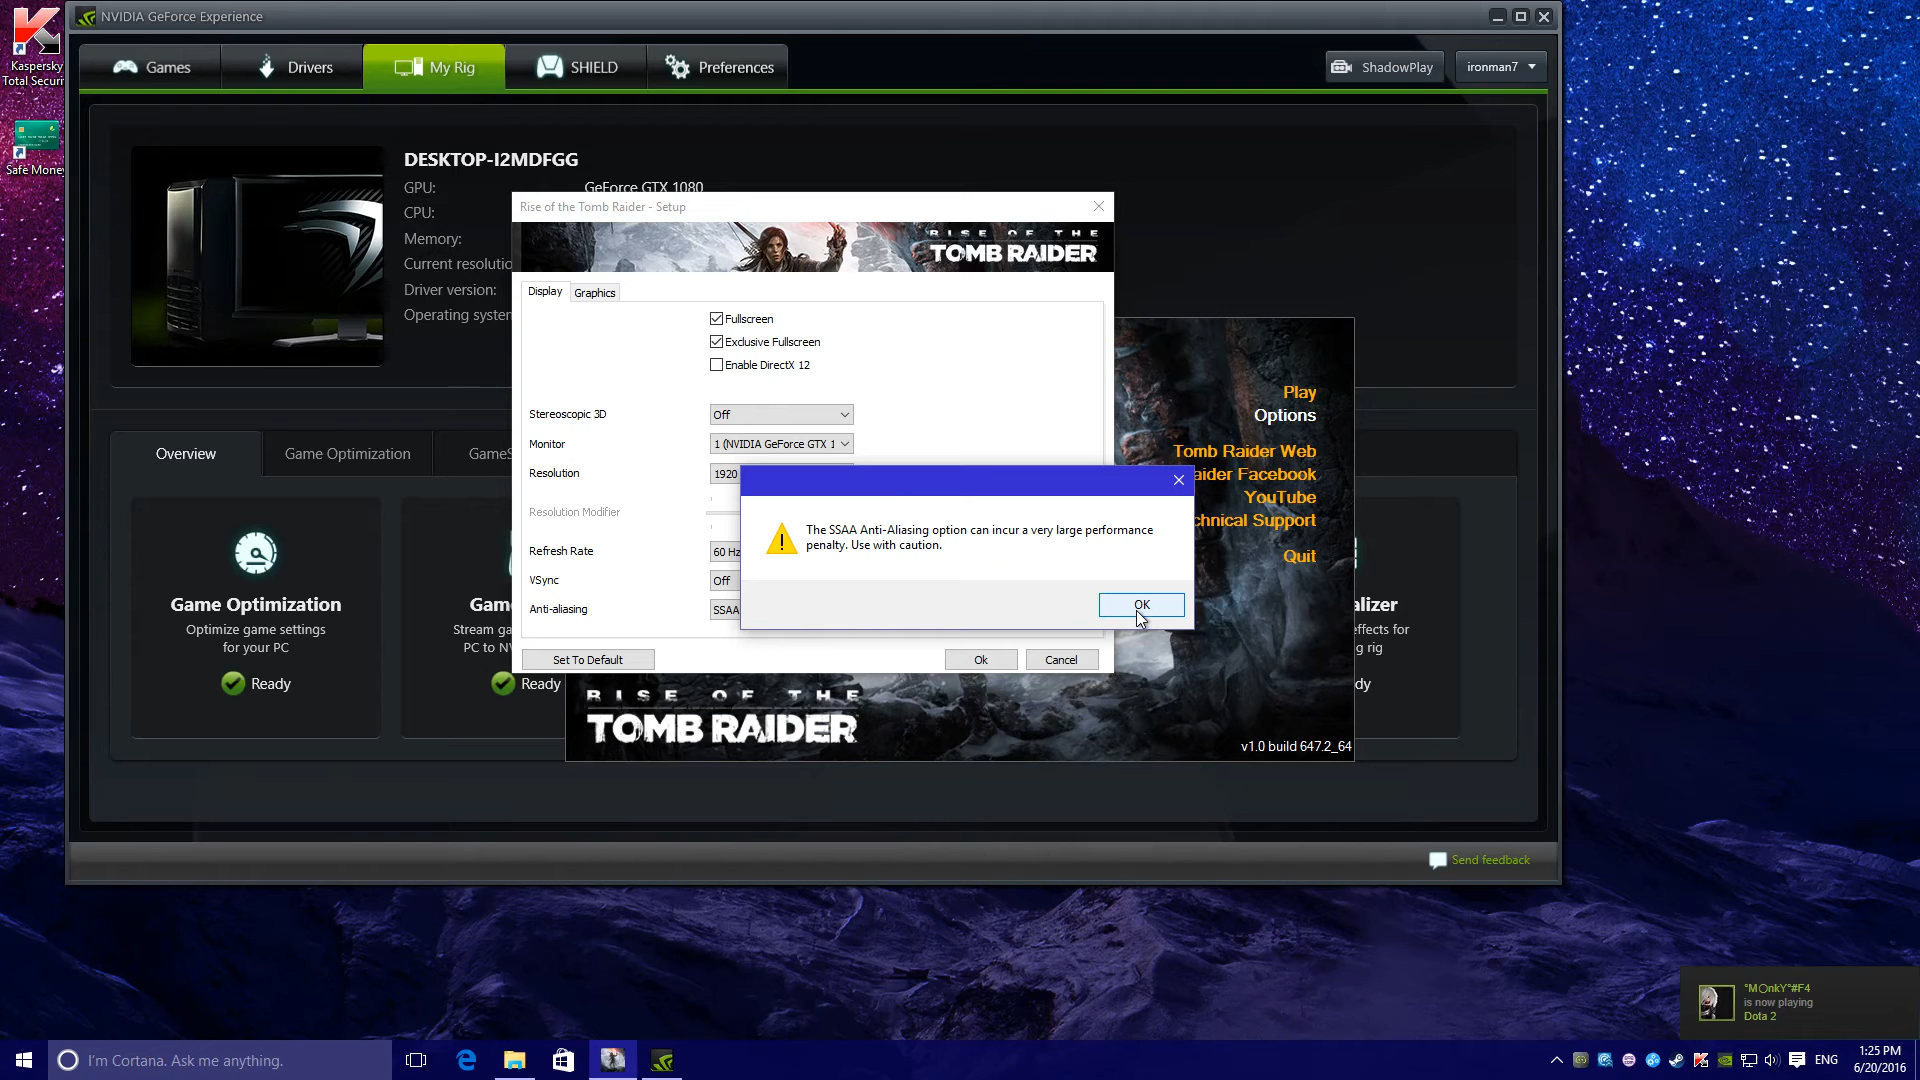 Kaspersky
Total Securi
Safe Money
NVIDIA GeForce Experience
Games
Drivers
My Rig
SHIELD
Preferences
ShadowPlay
ironman7
DESKTOP-I2MDFGG
GPU:
GeForce GTX 1080
CPU:
Memory:
Current resolutio
Driver version:
Operating system
Rise of the Tomb Raider - Setup
RISE OF THE
TOMB RAIDER
Display
Graphics
Fullscreen
Exclusive Fullscreen
Enable DirectX 12
Stereoscopic 3D
Off
Monitor
1 (NVIDIA GeForce GTX 1
Resolution
1920
Resolution Modifier
Refresh Rate
60 Hz
VSync
Off
Anti-aliasing
SSAA
Set To Default
Ok
Cancel
The SSAA Anti-Aliasing option can incur a very large performance
penalty. Use with caution.
OK
Play
Options
Tomb Raider Web
aider Facebook
YouTube
chnical Support
Quit
RISE OF THE
TOMB RAIDER
v1.0 build 647.2_64
Overview
Game Optimization
GameS
Game Optimization
Optimize game settings
for your PC
Ready
Gam
Stream ga
PC to NV
Ready
alizer
effects for
g rig
dy
Send feedback
°M○nkY°#F4
is now playing
Dota 2
I'm Cortana. Ask me anything.
ENG
1:25 PM
6/20/2016